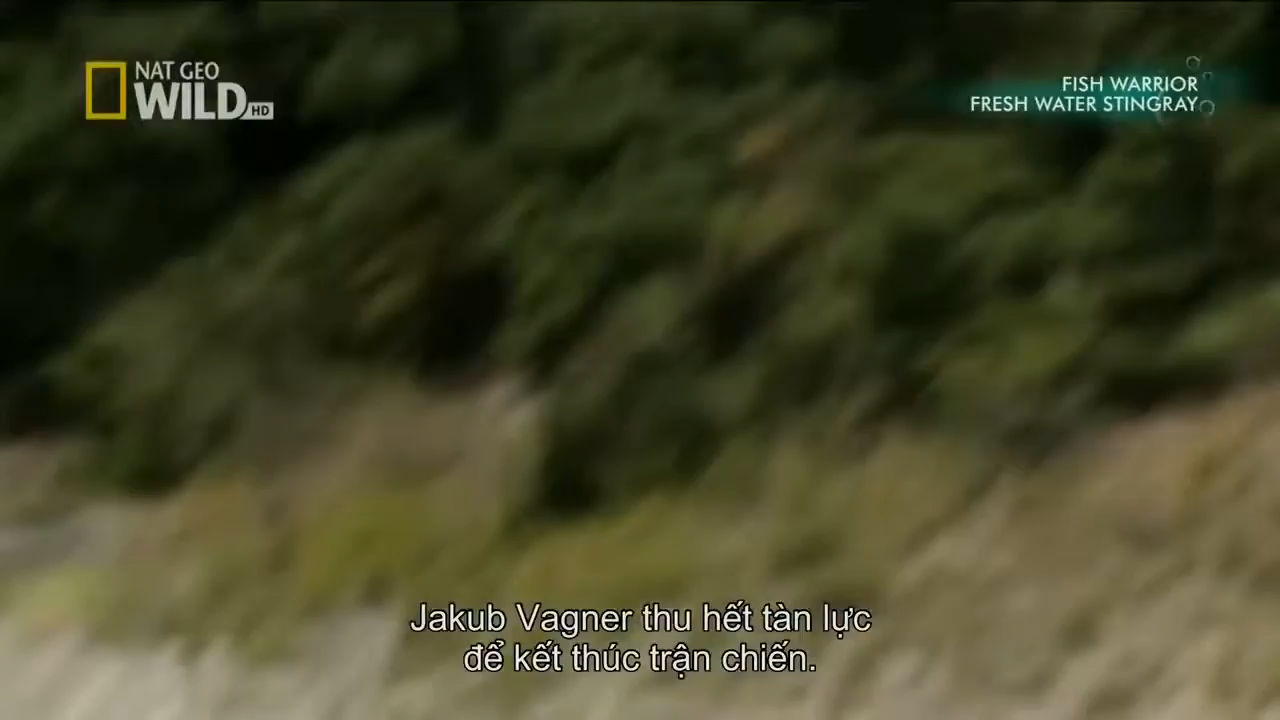 NAT GEO
WILD HD
FISH WARRIOR
FRESH WATER STINGRAY
Jakub Vagner thu hết tàn lực
để kết thúc trận chiến.